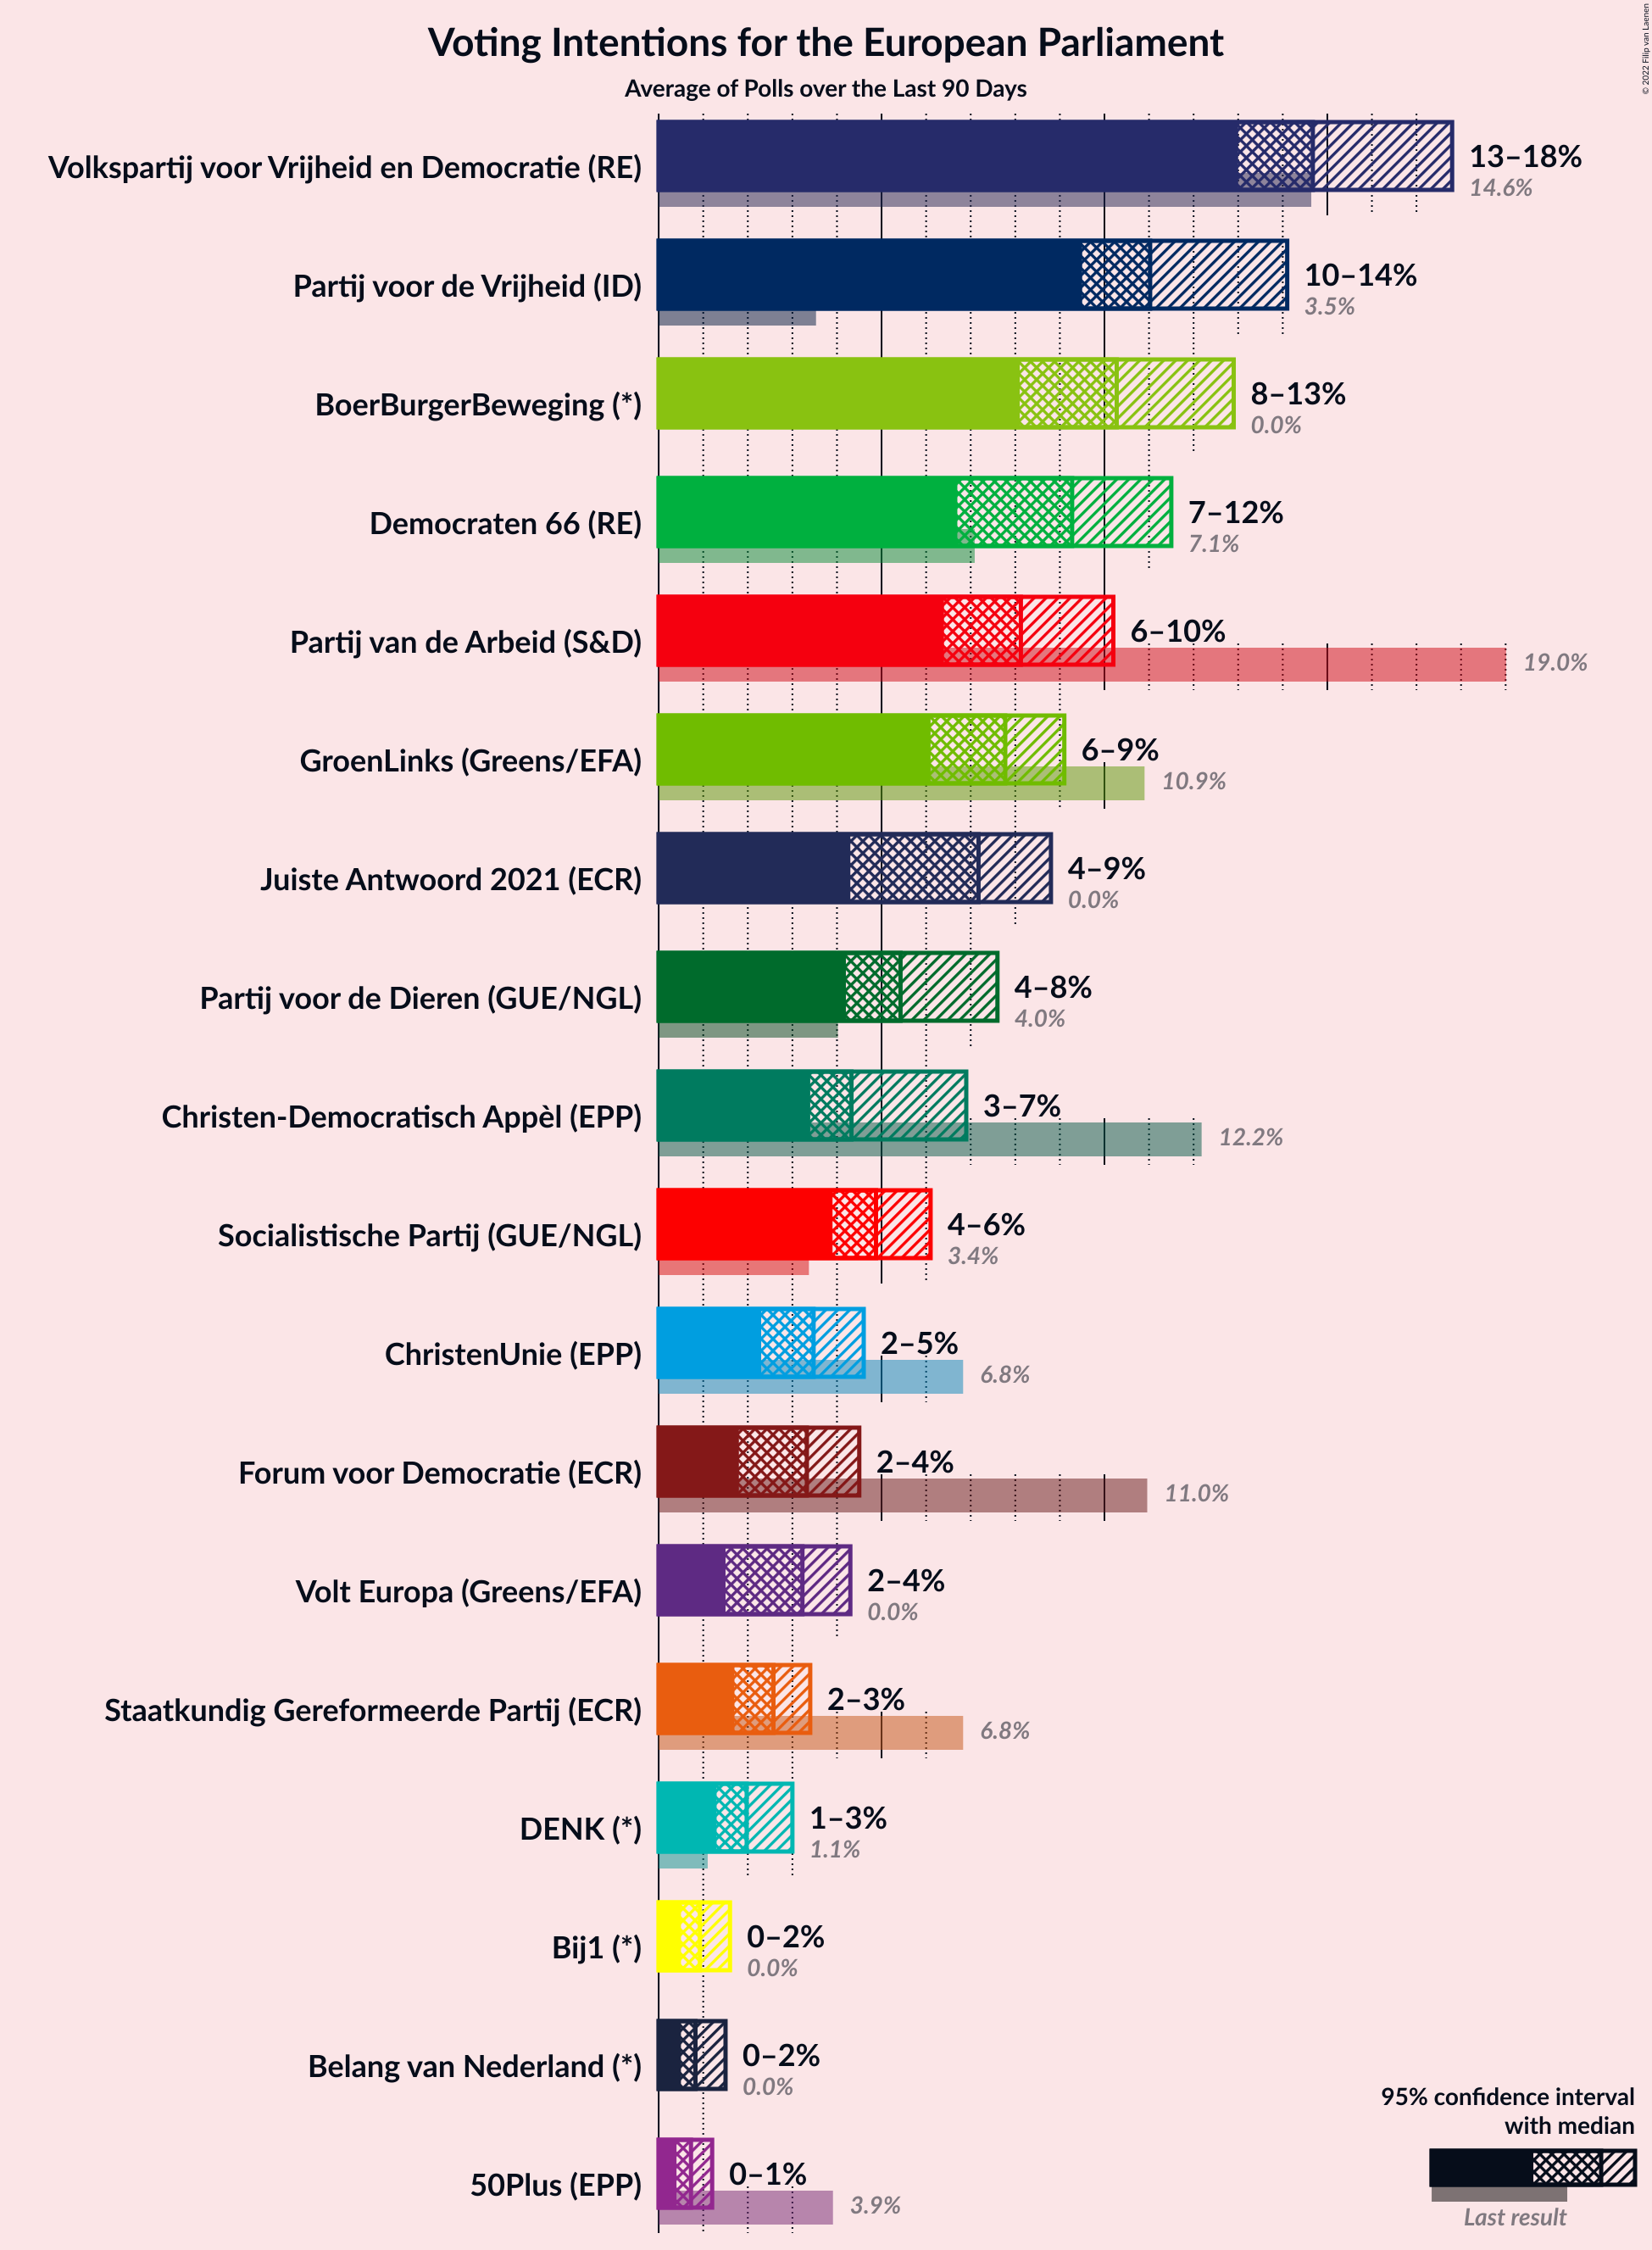 © 2022 Filip van Laenen
Voting Intentions for the European Parliament
Average of Polls over the Last 90 Days
Volkspartij voor Vrijheid en Democratie (RE)
13–18%
14.6%
Partij voor de Vrijheid (ID)
10–14%
3.5%
BoerBurgerBeweging (*)
8–13%
0.0%
Democraten 66 (RE)
7–12%
7.1%
Partij van de Arbeid (S&D)
6–10%
19.0%
GroenLinks (Greens/EFA)
6–9%
10.9%
Juiste Antwoord 2021 (ECR)
4–9%
0.0%
Partij voor de Dieren (GUE/NGL)
4–8%
4.0%
Christen-Democratisch Appèl (EPP)
3–7%
12.2%
Socialistische Partij (GUE/NGL)
4–6%
3.4%
ChristenUnie (EPP)
2–5%
6.8%
Forum voor Democratie (ECR)
2–4%
11.0%
Volt Europa (Greens/EFA)
2–4%
0.0%
Staatkundig Gereformeerde Partij (ECR)
2–3%
6.8%
DENK (*)
1–3%
1.1%
Bij1 (*)
0–2%
0.0%
Belang van Nederland (*)
0–2%
0.0%
50Plus (EPP)
0–1%
3.9%
95% confidence interval
with median
Last result